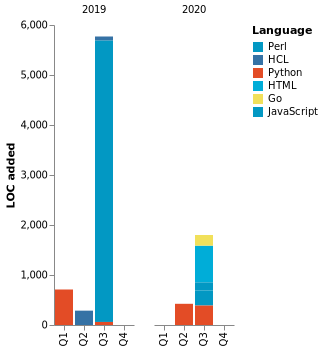 2019
2020
LOC added
6,000
5,000
4,000
3,000
2,000
1,000
0
Q1
Q2
Q3
Q4
Q1
Q2
Q3
Q4
Language
Perl
HCL
Python
HTML
Go
JavaScript